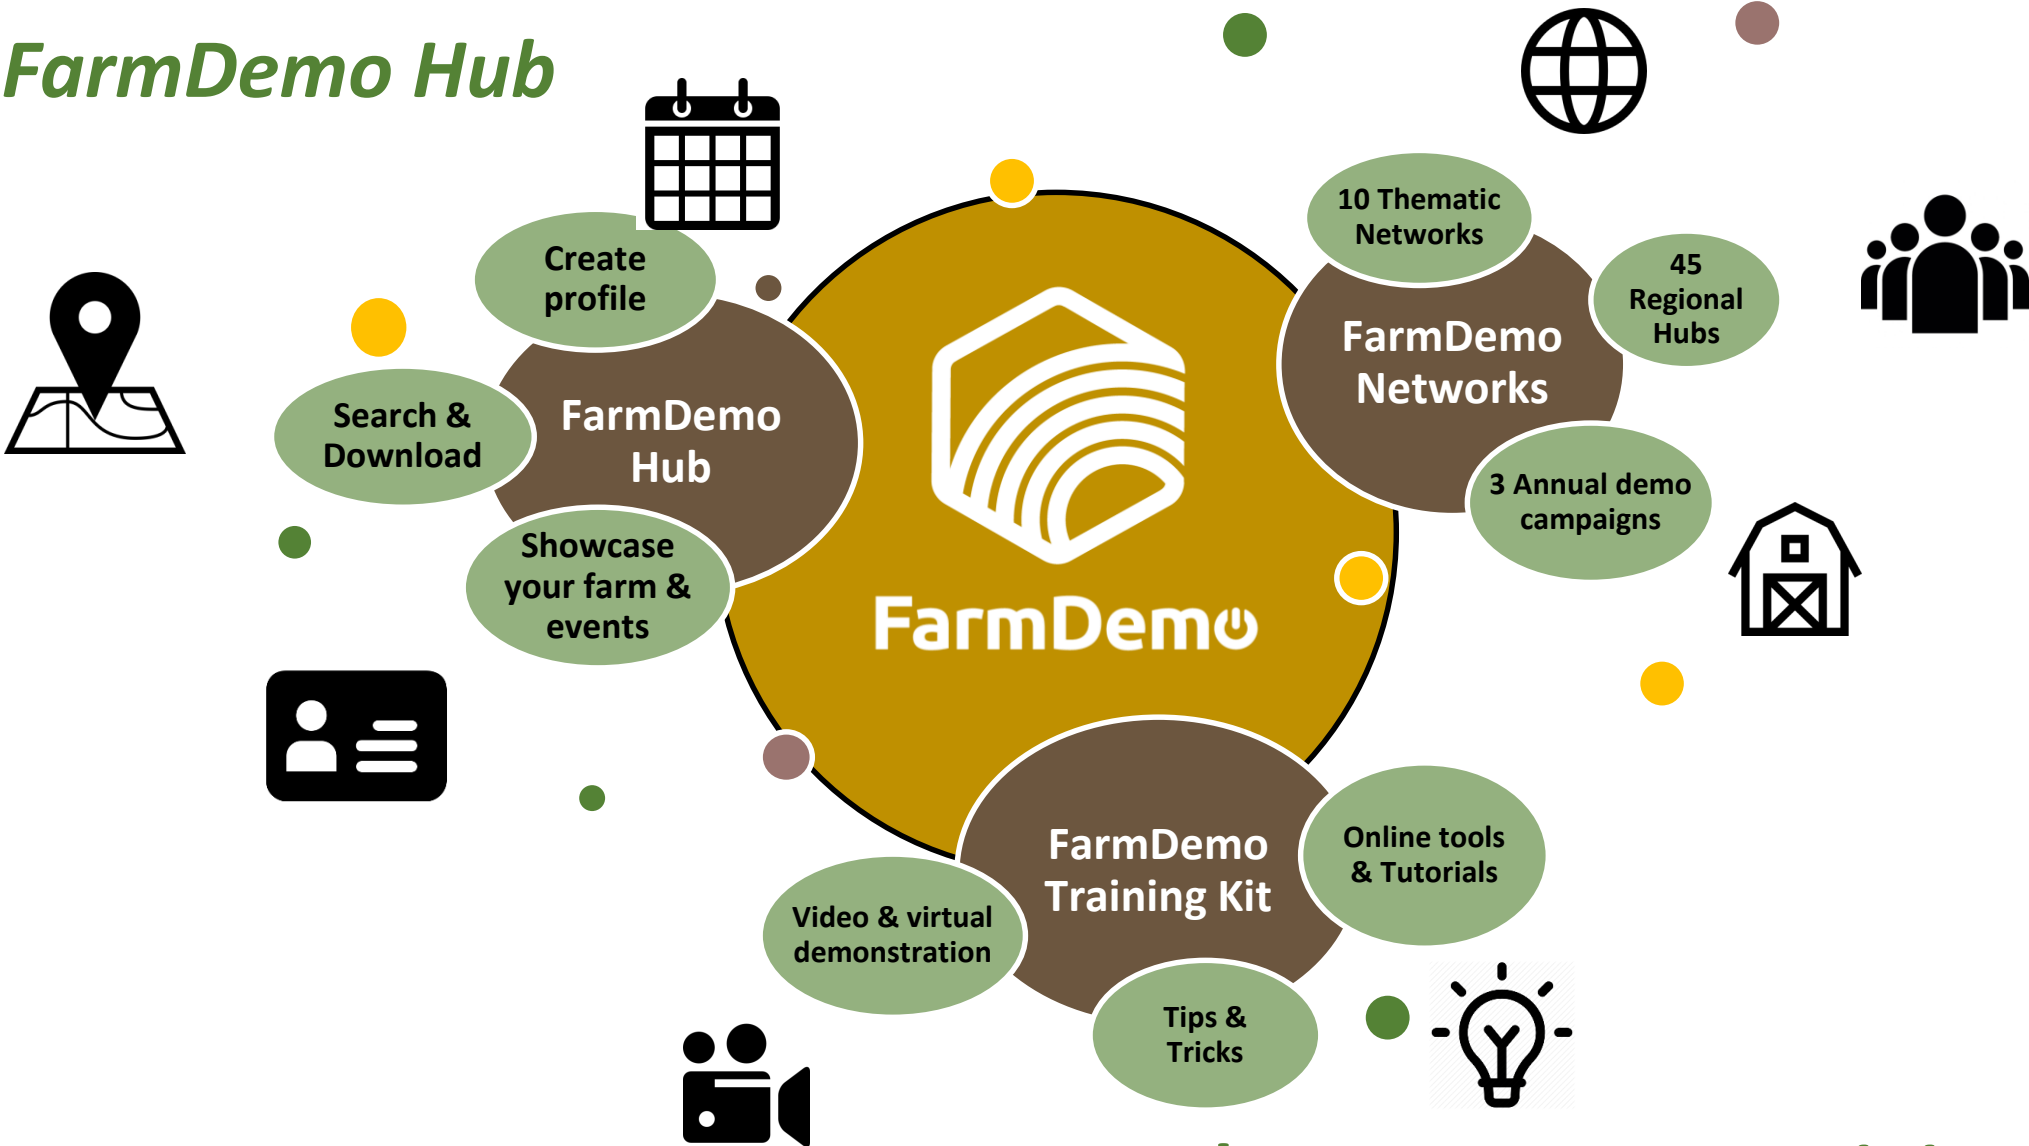 FarmDemo Hub
Create
profile
Search &
Download
FarmDemo
Hub
Showcase
your farm &
events
FarmDemo
10 Thematic
Networks
45
Regional
Hubs
FarmDemo
Networks
3 Annual demo
campaigns
FarmDemo
Training Kit
Online tools
& Tutorials
Video & virtual
demonstration
Tips &
Tricks